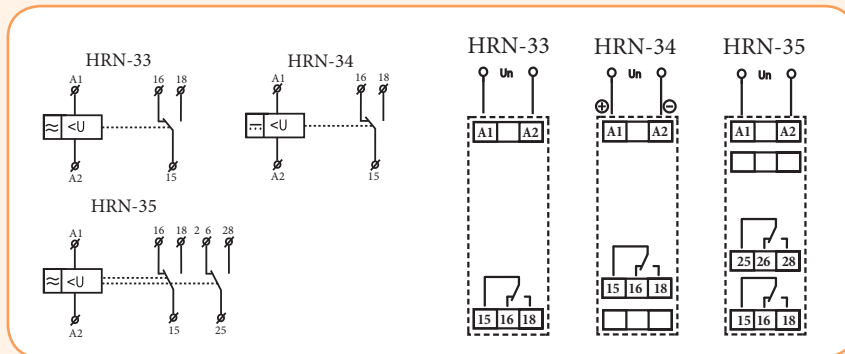 HRN-33
A1
16 18
<U
A2
15
HRN-34
A1
16 18
<U
A2
15
HRN-35
A1
16 18 2 6 28
<U
A2
15 25
HRN-33
Un
A1 A2
15 16 18
HRN-34
Un
+ −
A1 A2
15 16 18
HRN-35
Un
A1 A2
25 26 28
15 16 18